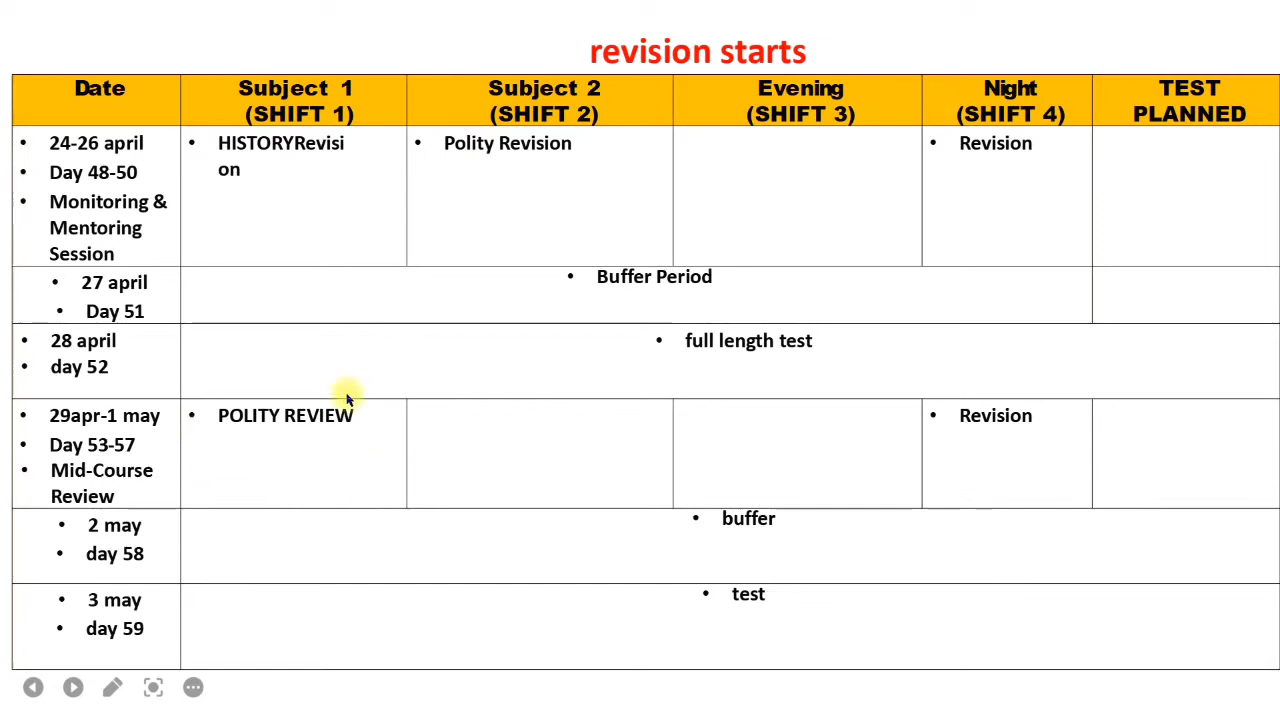 revision starts
Date
Subject 1
(SHIFT 1)
Subject 2
(SHIFT 2)
Evening
(SHIFT 3)
Night
(SHIFT 4)
TEST
PLANNED
• 24-26 april
• Day 48-50
• Monitoring &
Mentoring
Session
• HISTORYRevisi
on
• Polity Revision
• Revision
• 27 april
• Day 51
• Buffer Period
• 28 april
• day 52
• full length test
• 29apr-1 may
• Day 53-57
• Mid-Course
Review
• POLITY REVIEW
• Revision
• 2 may
• day 58
• buffer
• 3 may
• day 59
• test